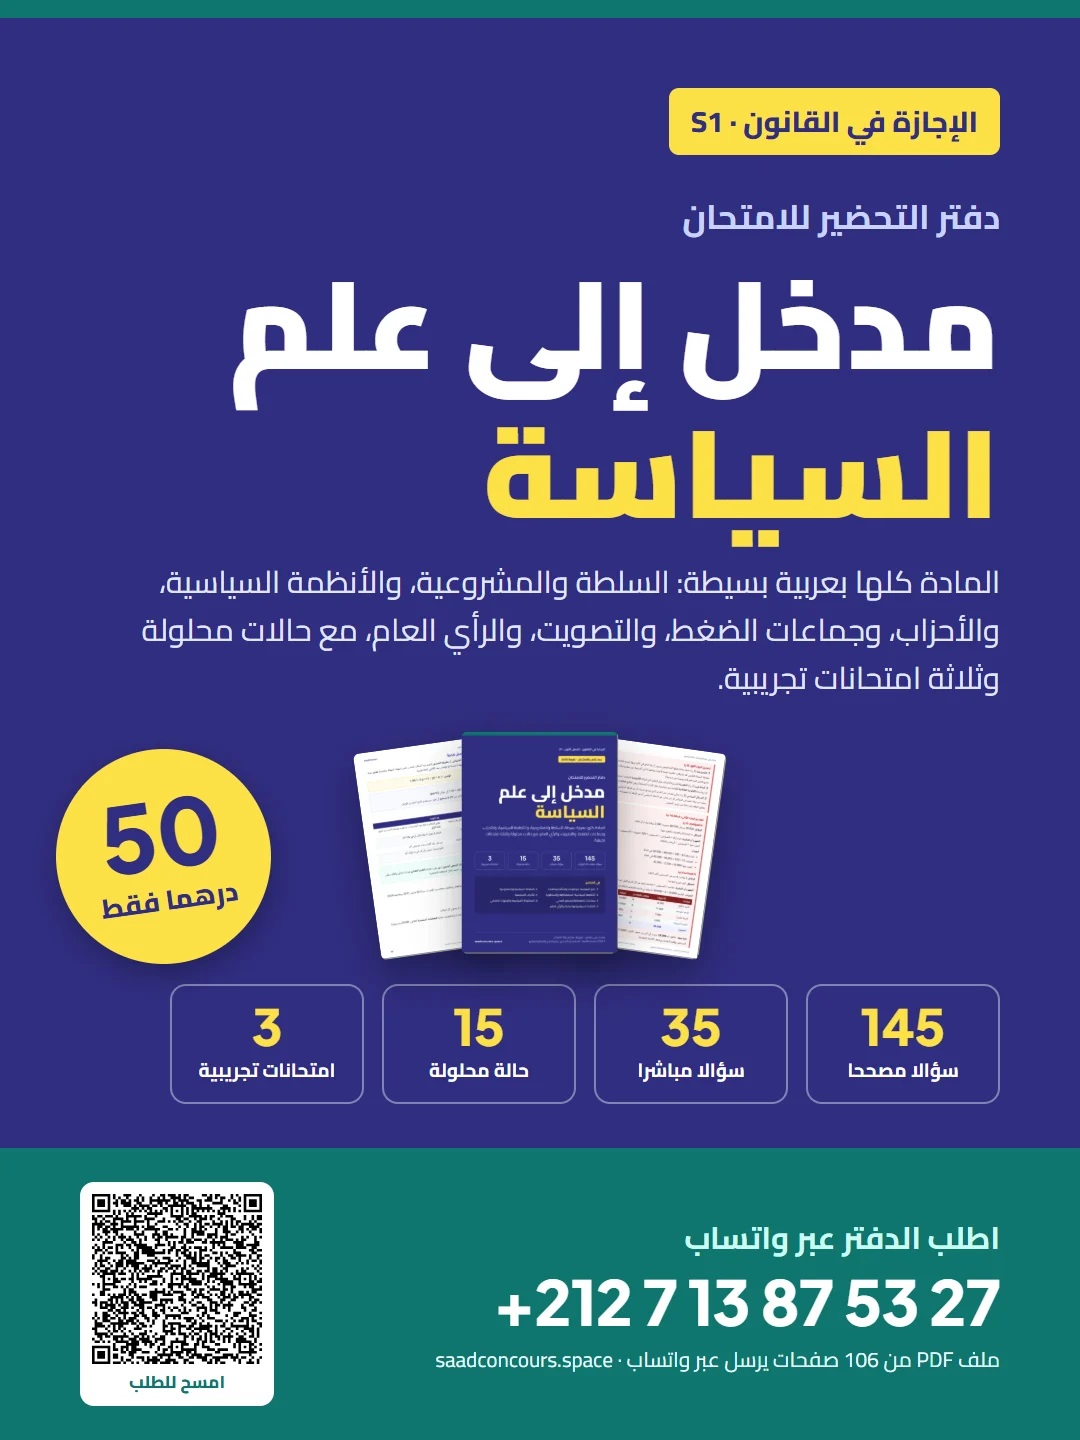 الإجازة في القانون · S1
دفتر التحضير للامتحان
مدخل إلى علم
السياسة
المادة كلها بعربية بسيطة: السلطة والمشروعية، والأنظمة السياسية،
والأحزاب، وجماعات الضغط، والتصويت، والرأي العام، مع حالات محلولة
وثلاثة امتحانات تجريبية.
مدخل إلى علم
السياسة
50
درهما فقط
145
سؤالا مصححا
35
سؤالا مباشرا
15
حالة محلولة
3
امتحانات تجريبية
اطلب الدفتر عبر واتساب
+212 7 13 87 53 27
ملف PDF من 106 صفحات يرسل عبر واتساب · saadconcours.space
امسح للطلب